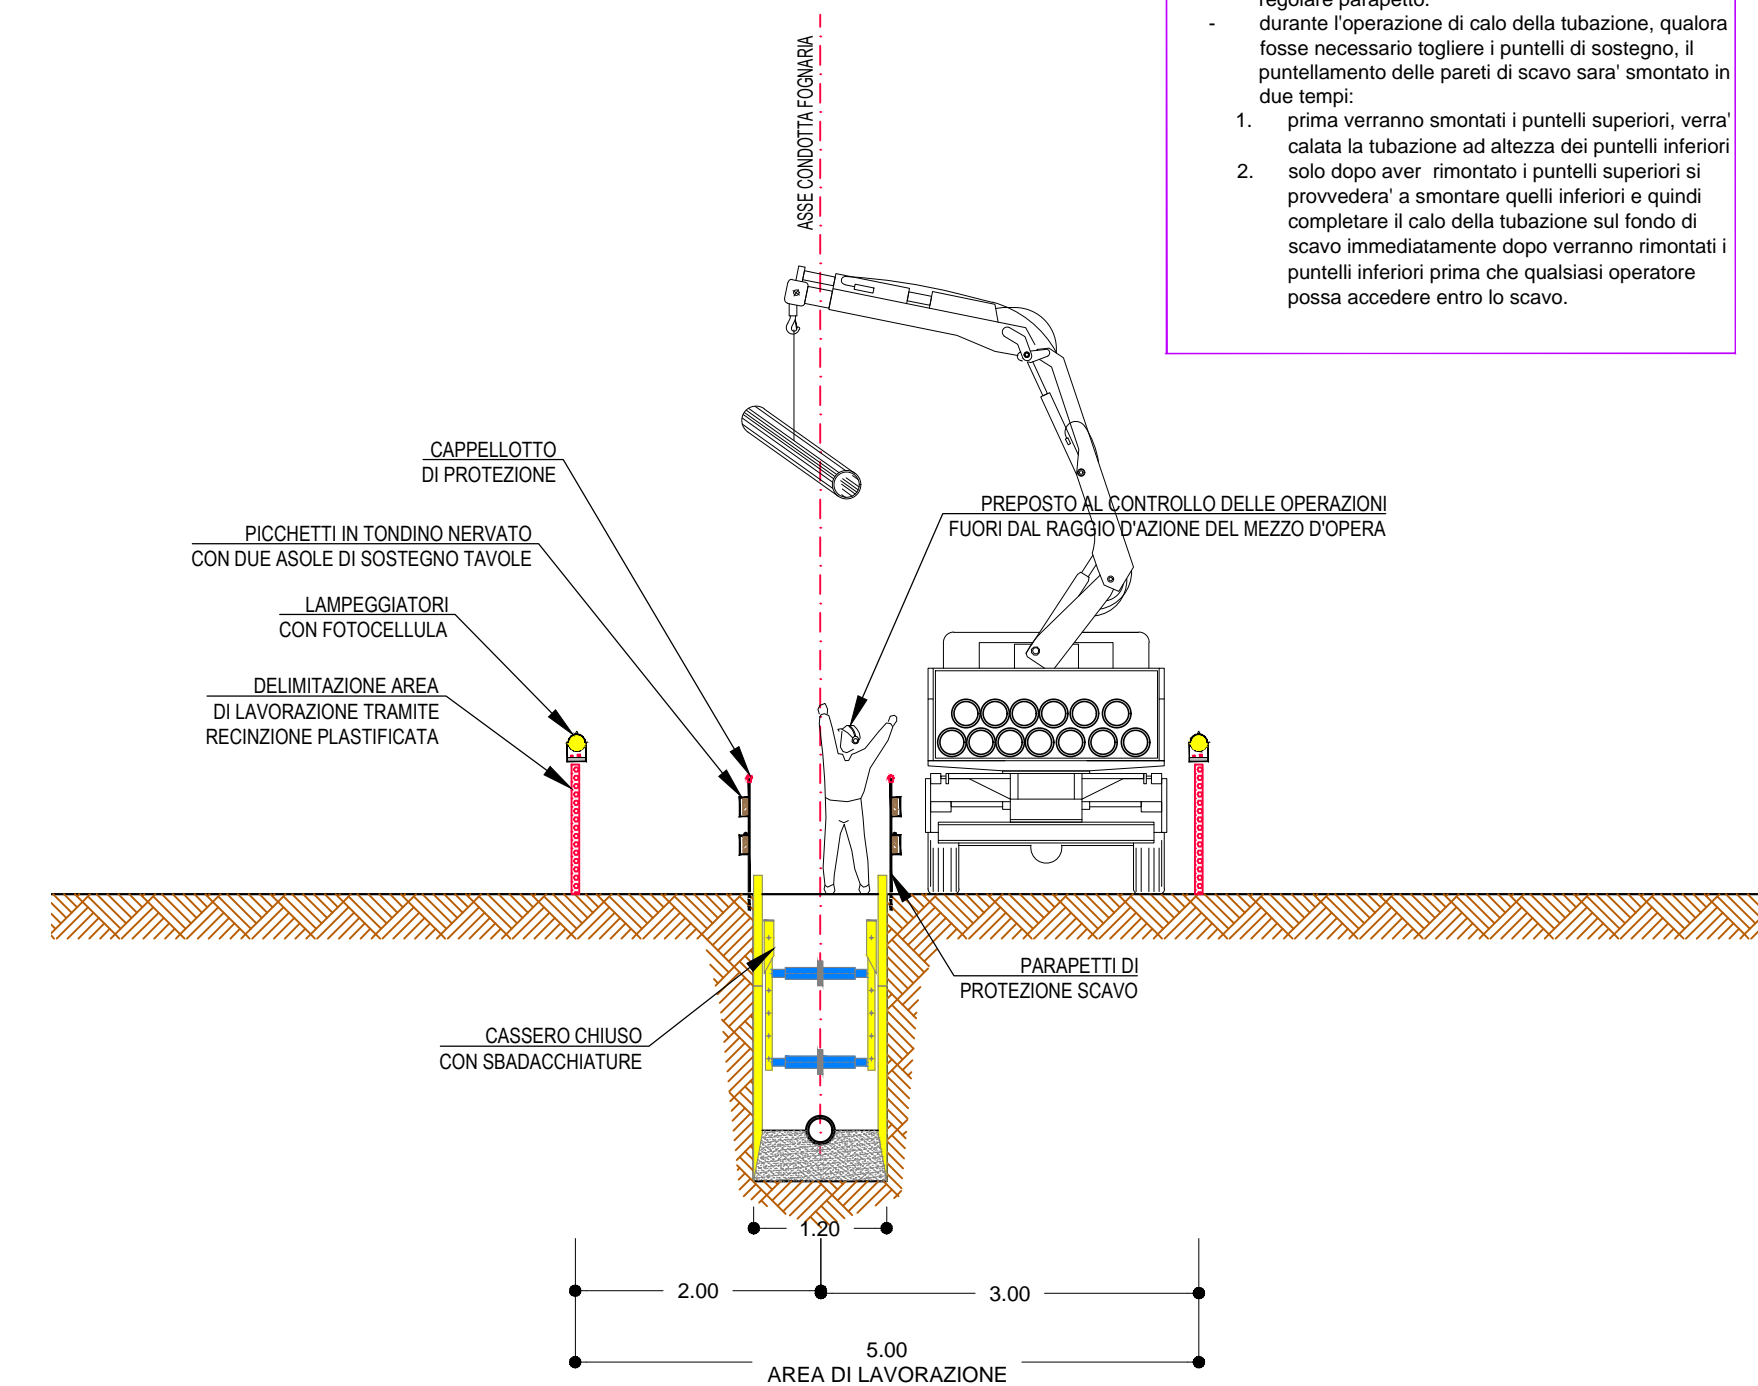 regolare parapetto.
- durante l'operazione di calo della tubazione, qualora
fosse necessario togliere i puntelli di sostegno, il
puntellamento delle pareti di scavo sara' smontato in
due tempi:
1. prima verranno smontati i puntelli superiori, verra'
calata la tubazione ad altezza dei puntelli inferiori
2. solo dopo aver rimontato i puntelli superiori si
provvedera' a smontare quelli inferiori e quindi
completare il calo della tubazione sul fondo di
scavo immediatamente dopo verranno rimontati i
puntelli inferiori prima che qualsiasi operatore
possa accedere entro lo scavo.
ASSE CONDOTTA FOGNARIA
CAPPELLOTTO
DI PROTEZIONE
PICCHETTI IN TONDINO NERVATO
CON DUE ASOLE DI SOSTEGNO TAVOLE
LAMPEGGIATORI
CON FOTOCELLULA
DELIMITAZIONE AREA
DI LAVORAZIONE TRAMITE
RECINZIONE PLASTIFICATA
PREPOSTO AL CONTROLLO DELLE OPERAZIONI
FUORI DAL RAGGIO D'AZIONE DEL MEZZO D'OPERA
PARAPETTI DI
PROTEZIONE SCAVO
CASSERO CHIUSO
CON SBADACCHIATURE
1.20
2.00
3.00
5.00
AREA DI LAVORAZIONE